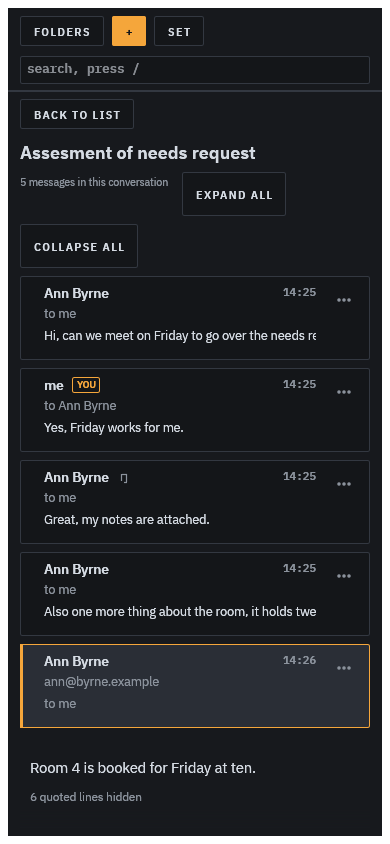 FOLDERS + SET
search, press /
BACK TO LIST
Assesment of needs request
5 messages in this conversation EXPAND ALL
COLLAPSE ALL
Ann Byrne 14:25
to me
Hi, can we meet on Friday to go over the needs re
me YOU 14:25
to Ann Byrne
Yes, Friday works for me.
Ann Byrne 14:25
to me
Great, my notes are attached.
Ann Byrne 14:25
to me
Also one more thing about the room, it holds twe
Ann Byrne 14:26
ann@byrne.example
to me
Room 4 is booked for Friday at ten.
6 quoted lines hidden